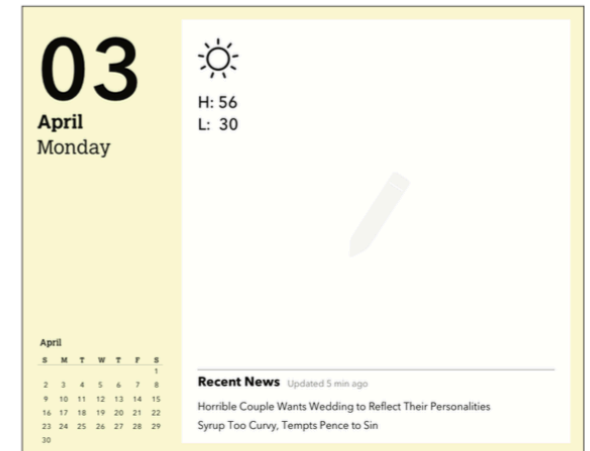 03
April
Monday
H: 56
L: 30
April
S M T W T F S
1
2 3 4 5 6 7 8
9 10 11 12 13 14 15
16 17 18 19 20 21 22
23 24 25 26 27 28 29
30
Recent News Updated 5 min ago
Horrible Couple Wants Wedding to Reflect Their Personalities
Syrup Too Curvy, Tempts Pence to Sin